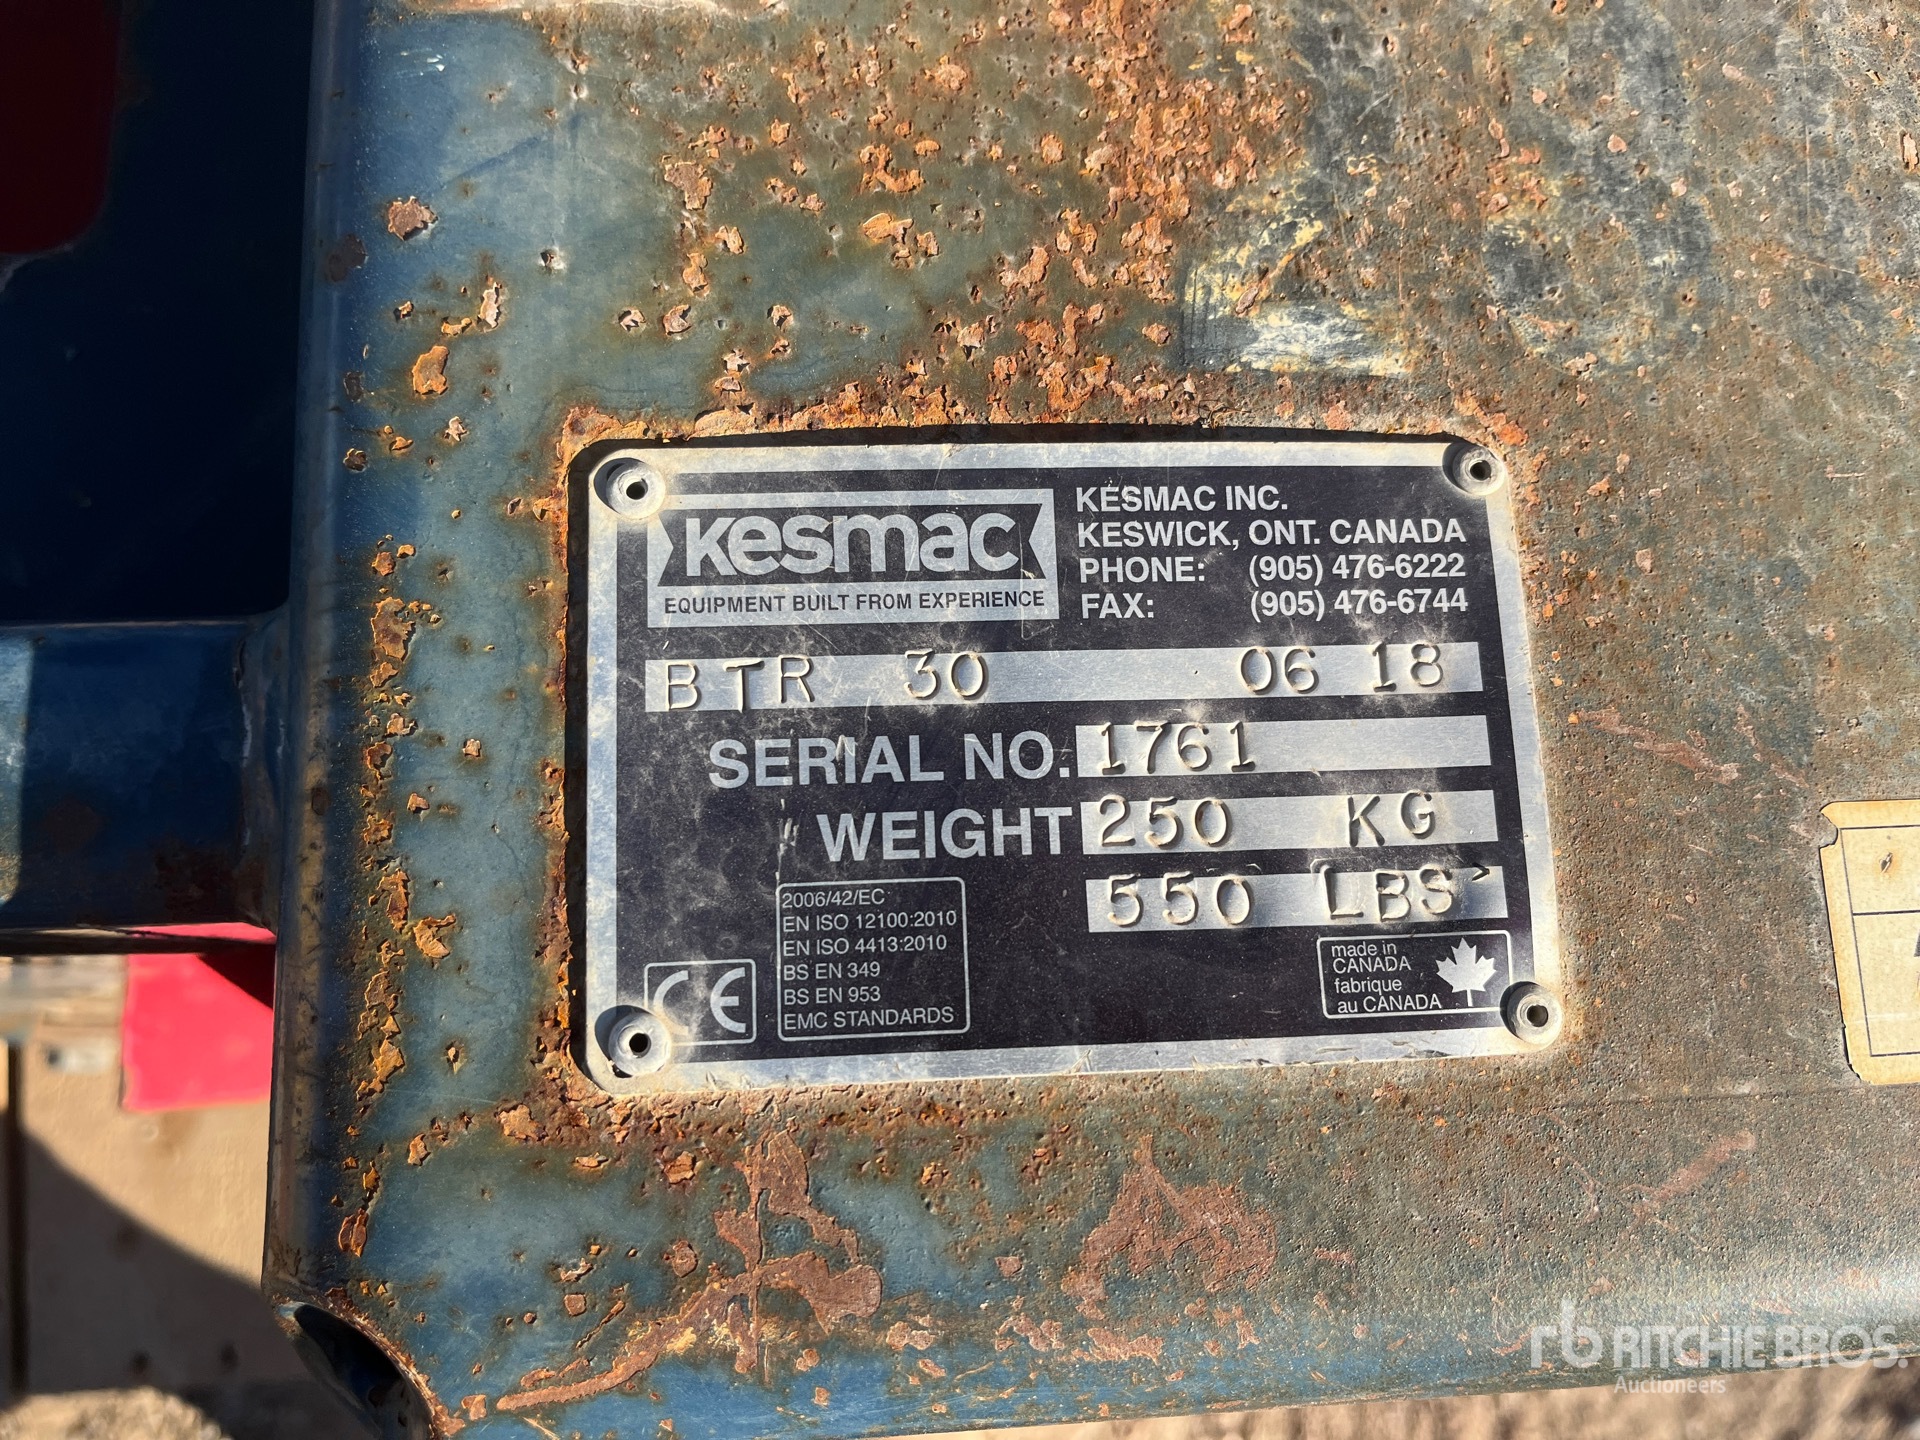 Kesmac
EQUIPMENT BUILT FROM EXPERIENCE
KESMAC INC.
KESWICK, ONT. CANADA
PHONE: (905) 476-6222
FAX: (905) 476-6744
BTR 30 06 18
SERIAL NO. 1761
WEIGHT 250 KG
550 LBS
CE
2006/42/EC
EN ISO 12100:2010
EN ISO 4413:2010
BS EN 349
BS EN 953
EMC STANDARDS
made in
CANADA
fabrique
au CANADA
rb RITCHIE BROS.
Auctioneers